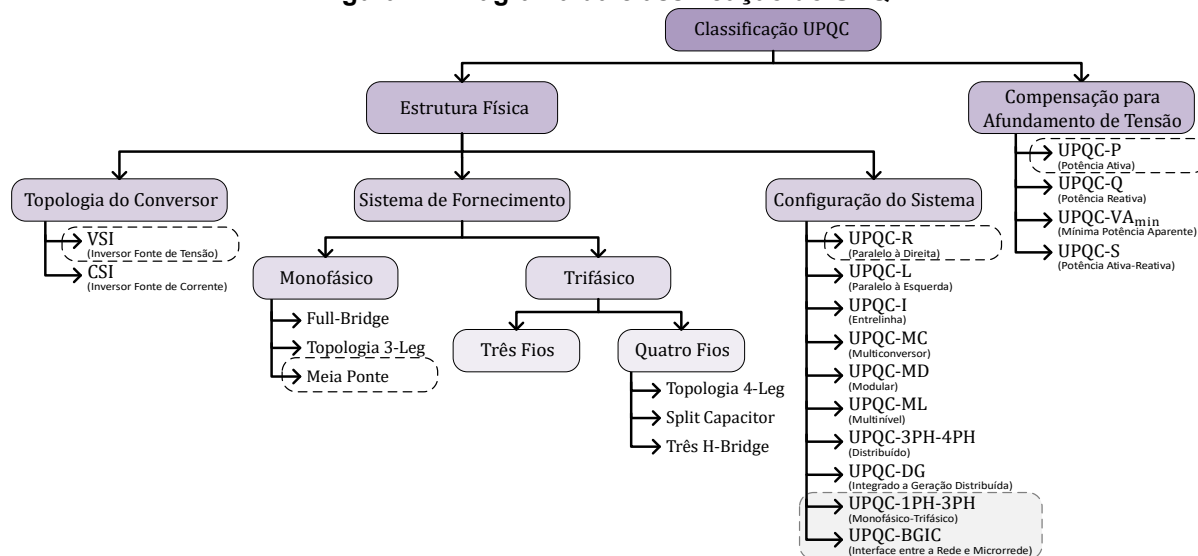 Classificação UPQC
Estrutura Física
Compensação para
Afundamento de Tensão
UPQC-P
(Potência Ativa)
UPQC-Q
(Potência Reativa)
UPQC-VAmin
(Mínima Potência Aparente)
UPQC-S
(Potência Ativa-Reativa)
Topologia do Conversor
VSI
(Inversor Fonte de Tensão)
CSI
(Inversor Fonte de Corrente)
Sistema de Fornecimento
Monofásico
Full-Bridge
Topologia 3-Leg
Meia Ponte
Trifásico
Três Fios
Quatro Fios
Topologia 4-Leg
Split Capacitor
Três H-Bridge
Configuração do Sistema
UPQC-R
(Paralelo à Direita)
UPQC-L
(Paralelo à Esquerda)
UPQC-I
(Entrelinha)
UPQC-MC
(Multiconversor)
UPQC-MD
(Modular)
UPQC-ML
(Multinível)
UPQC-3PH-4PH
(Distribuído)
UPQC-DG
(Integrado a Geração Distribuída)
UPQC-1PH-3PH
(Monofásico-Trifásico)
UPQC-BGIC
(Interface entre a Rede e Microrrede)